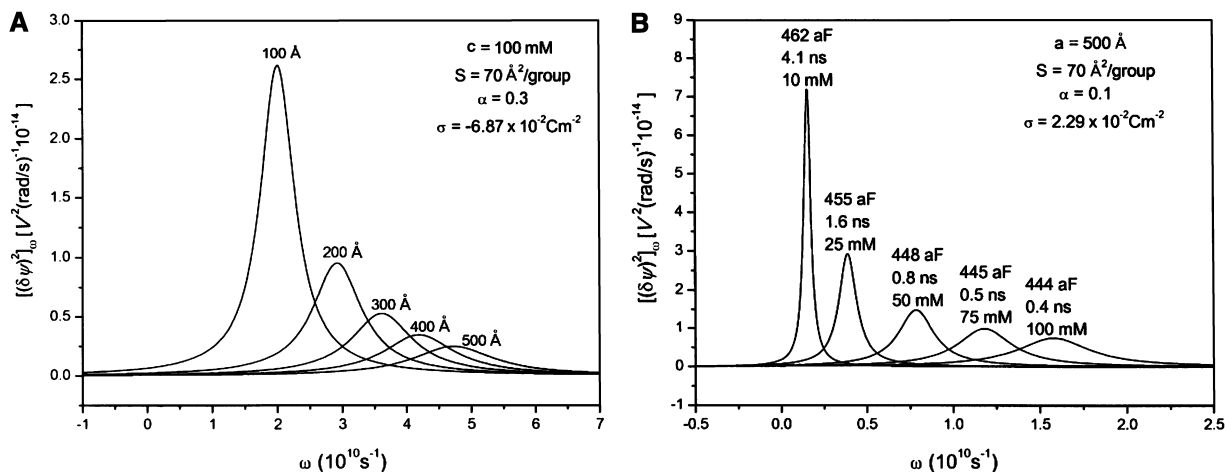 A
3.0
2.5
2.0
1.5
1.0
0.5
0.0
[(δψ)²]ω [V²(rad/s)⁻¹10⁻¹⁴]
100 Å
200 Å
300 Å
400 Å
500 Å
c = 100 mM
S = 70 Å²/group
α = 0.3
σ = -6.87 x 10⁻²Cm⁻²
-1 0 1 2 3 4 5 6 7
ω (10¹⁰s⁻¹)
B
9
8
7
6
5
4
3
2
1
0
-1
[(δψ)²]ω [V²(rad/s)⁻¹10⁻¹⁴]
462 aF
4.1 ns
10 mM
455 aF
1.6 ns
25 mM
448 aF
0.8 ns
50 mM
445 aF
0.5 ns
75 mM
444 aF
0.4 ns
100 mM
a = 500 Å
S = 70 Å²/group
α = 0.1
σ = 2.29 x 10⁻²Cm⁻²
-0.5 0.0 0.5 1.0 1.5 2.0 2.5
ω (10¹⁰s⁻¹)